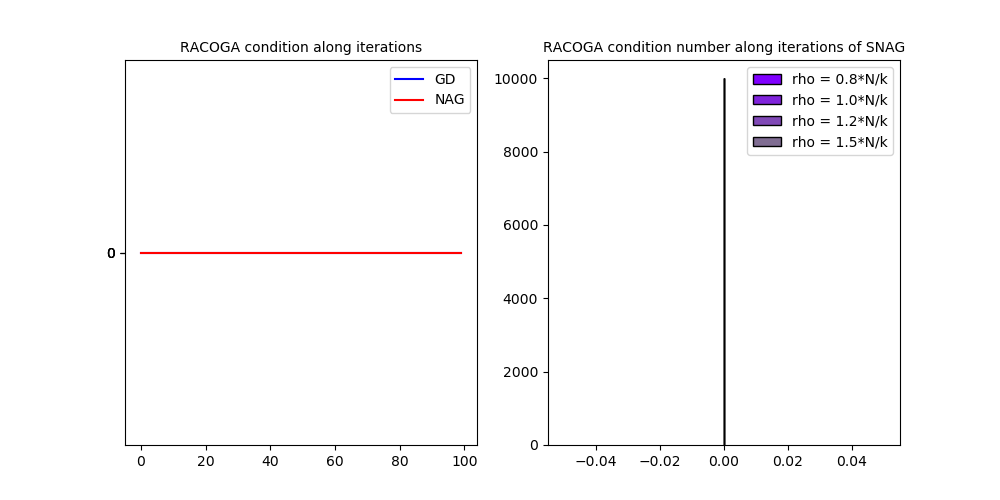 RACOGA condition along iterations
GD
NAG
0
0 20 40 60 80 100
RACOGA condition number along iterations of SNAG
rho = 0.8*N/k
rho = 1.0*N/k
rho = 1.2*N/k
rho = 1.5*N/k
10000
8000
6000
4000
2000
0
−0.04 −0.02 0.00 0.02 0.04